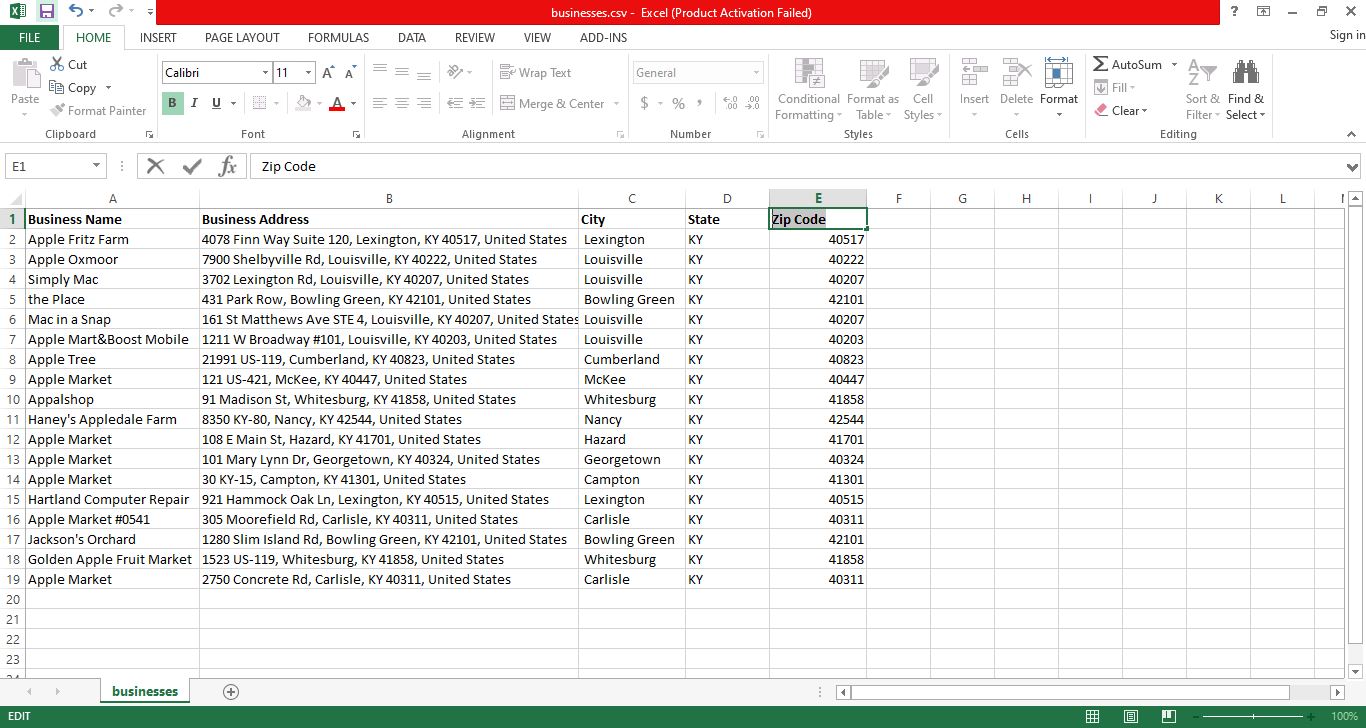 businesses.csv - Excel (Product Activation Failed)
?
FILE HOME INSERT PAGE LAYOUT FORMULAS DATA REVIEW VIEW ADD-INS Sign in
Paste
Cut
Copy
Format Painter
Clipboard
Calibri 11
B I U
Font
Wrap Text
Merge & Center
Alignment
General
$ % ,
Number
Conditional Formatting
Format as Table
Cell Styles
Styles
Insert Delete Format
Cells
AutoSum
Fill
Clear
Sort & Filter
Find & Select
Editing
E1 fx Zip Code
A B C D E F G H I J K L
1 Business Name Business Address City State Zip Code
2 Apple Fritz Farm 4078 Finn Way Suite 120, Lexington, KY 40517, United States Lexington KY 40517
3 Apple Oxmoor 7900 Shelbyville Rd, Louisville, KY 40222, United States Louisville KY 40222
4 Simply Mac 3702 Lexington Rd, Louisville, KY 40207, United States Louisville KY 40207
5 the Place 431 Park Row, Bowling Green, KY 42101, United States Bowling Green KY 42101
6 Mac in a Snap 161 St Matthews Ave STE 4, Louisville, KY 40207, United States Louisville KY 40207
7 Apple Mart&Boost Mobile 1211 W Broadway #101, Louisville, KY 40203, United States Louisville KY 40203
8 Apple Tree 21991 US-119, Cumberland, KY 40823, United States Cumberland KY 40823
9 Apple Market 121 US-421, McKee, KY 40447, United States McKee KY 40447
10 Appalshop 91 Madison St, Whitesburg, KY 41858, United States Whitesburg KY 41858
11 Haney's Appledale Farm 8350 KY-80, Nancy, KY 42544, United States Nancy KY 42544
12 Apple Market 108 E Main St, Hazard, KY 41701, United States Hazard KY 41701
13 Apple Market 101 Mary Lynn Dr, Georgetown, KY 40324, United States Georgetown KY 40324
14 Apple Market 30 KY-15, Campton, KY 41301, United States Campton KY 41301
15 Hartland Computer Repair 921 Hammock Oak Ln, Lexington, KY 40515, United States Lexington KY 40515
16 Apple Market #0541 305 Moorefield Rd, Carlisle, KY 40311, United States Carlisle KY 40311
17 Jackson's Orchard 1280 Slim Island Rd, Bowling Green, KY 42101, United States Bowling Green KY 42101
18 Golden Apple Fruit Market 1523 US-119, Whitesburg, KY 41858, United States Whitesburg KY 41858
19 Apple Market 2750 Concrete Rd, Carlisle, KY 40311, United States Carlisle KY 40311
20
21
22
23
businesses
EDIT 100%